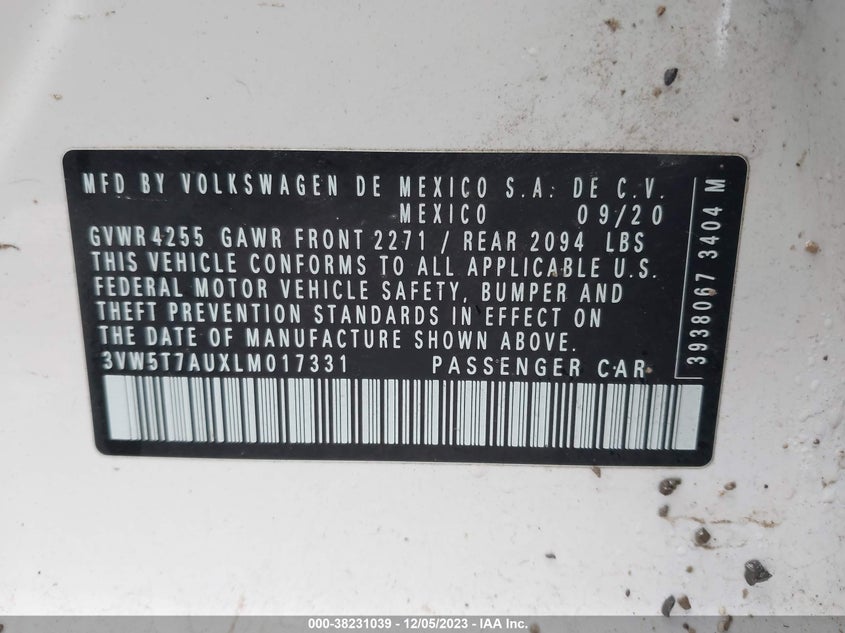 MFD BY VOLKSWAGEN DE MEXICO S.A. DE C.V.
MEXICO 09/20
GVWR 4255 GAWR FRONT 2271 / REAR 2094 LBS
THIS VEHICLE CONFORMS TO ALL APPLICABLE U.S.
FEDERAL MOTOR VEHICLE SAFETY, BUMPER AND
THEFT PREVENTION STANDARDS IN EFFECT ON
THE DATE OF MANUFACTURE SHOWN ABOVE.
3VW5T7AUXLM017331 PASSENGER CAR
3938067 3404 M
000-38231039 - 12/05/2023 - IAA Inc.